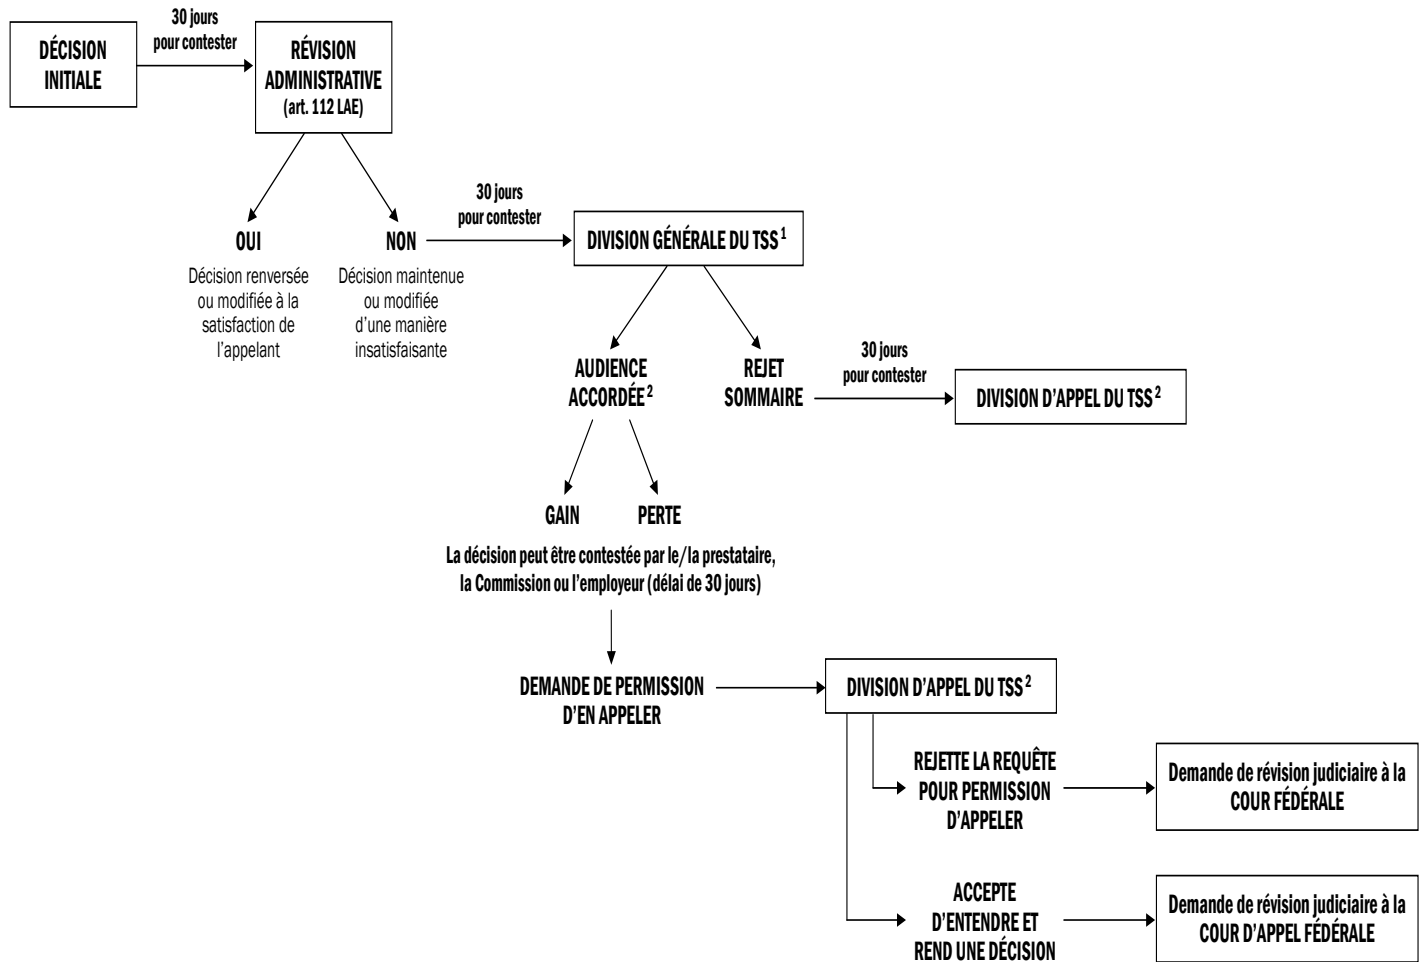 30 jours
pour contester
DÉCISION
INITIALE
RÉVISION
ADMINISTRATIVE
(art. 112 LAE)
30 jours
pour contester
OUI
Décision renversée
ou modifiée à la
satisfaction de
l'appelant
NON
Décision maintenue
ou modifiée
d'une manière
insatisfaisante
DIVISION GÉNÉRALE DU TSS 1
AUDIENCE
ACCORDÉE 2
REJET
SOMMAIRE
30 jours
pour contester
DIVISION D'APPEL DU TSS 2
GAIN
PERTE
La décision peut être contestée par le/la prestataire,
la Commission ou l'employeur (délai de 30 jours)
DEMANDE DE PERMISSION
D'EN APPELER
DIVISION D'APPEL DU TSS 2
REJETTE LA REQUÊTE
POUR PERMISSION
D'APPELER
Demande de révision judiciaire à la
COUR FÉDÉRALE
ACCEPTE
D'ENTENDRE ET
REND UNE DÉCISION
Demande de révision judiciaire à la
COUR D'APPEL FÉDÉRALE